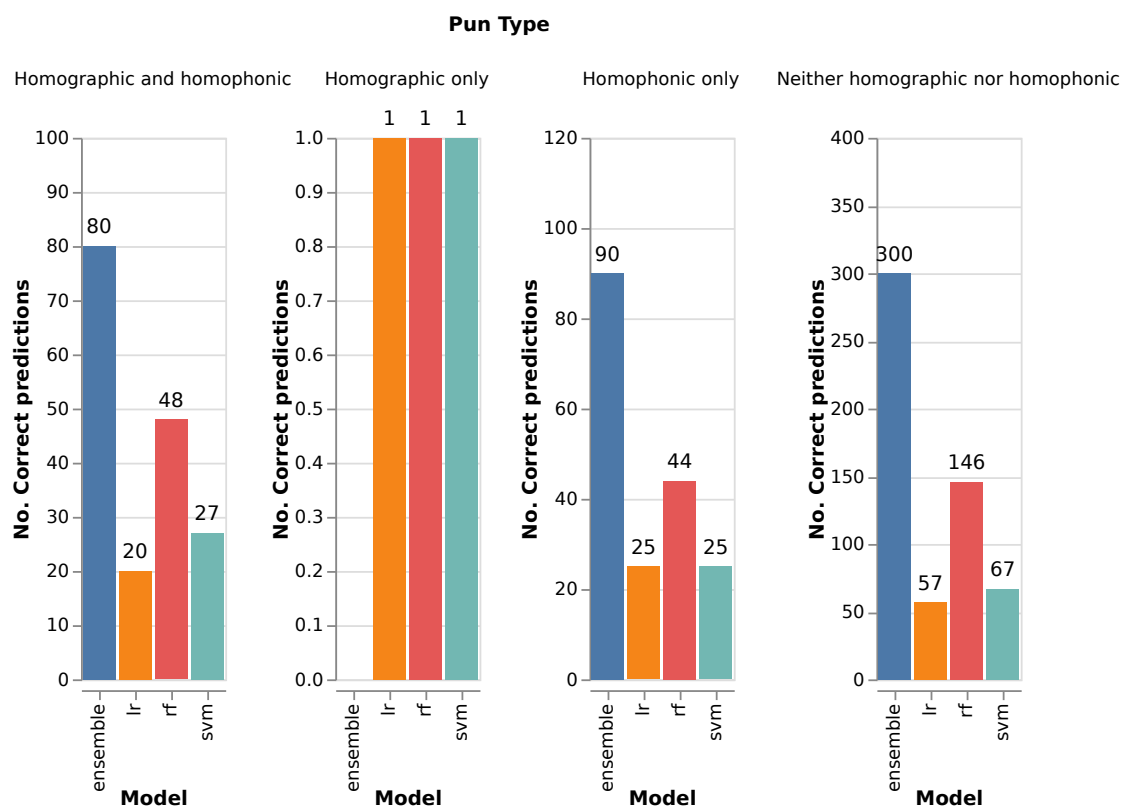 Pun Type
Homographic and homophonic
Homographic only
Homophonic only
Neither homographic nor homophonic
No. Correct predictions
100
90
80
70
60
50
40
30
20
10
0
80
20
48
27
ensemble
lr
rf
svm
Model
No. Correct predictions
1.0
0.9
0.8
0.7
0.6
0.5
0.4
0.3
0.2
0.1
0.0
1
1
1
ensemble
lr
rf
svm
Model
No. Correct predictions
120
100
80
60
40
20
0
90
25
44
25
ensemble
lr
rf
svm
Model
No. Correct predictions
400
350
300
250
200
150
100
50
0
300
57
146
67
ensemble
lr
rf
svm
Model